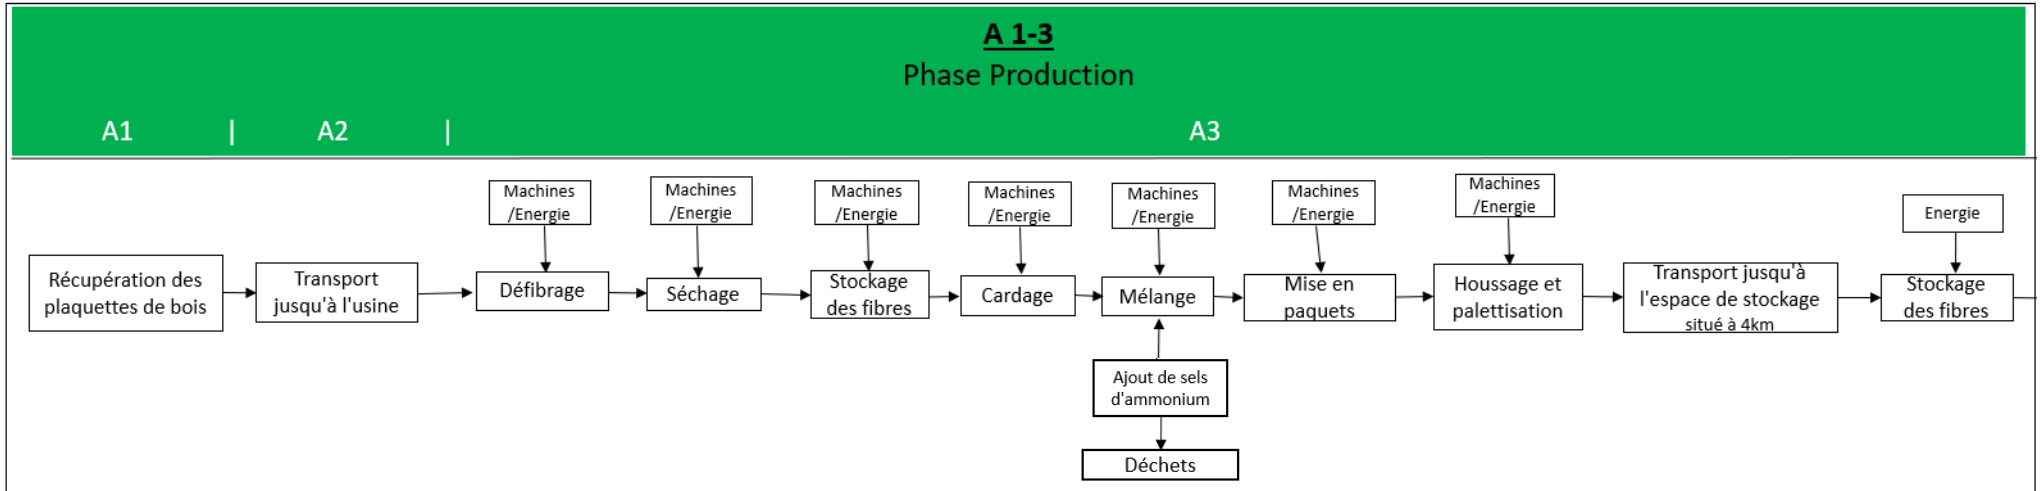 A 1-3
Phase Production
A1 | A2 | A3
Machines
/Energie
Machines
/Energie
Machines
/Energie
Machines
/Energie
Machines
/Energie
Machines
/Energie
Machines
/Energie
Energie
Récupération des
plaquettes de bois
Transport
jusqu'à l'usine
Défibrage
Séchage
Stockage
des fibres
Cardage
Mélange
Mise en
paquets
Houssage et
palettisation
Transport jusqu'à
l'espace de stockage
situé à 4km
Stockage
des fibres
Ajout de sels
d'ammonium
Déchets